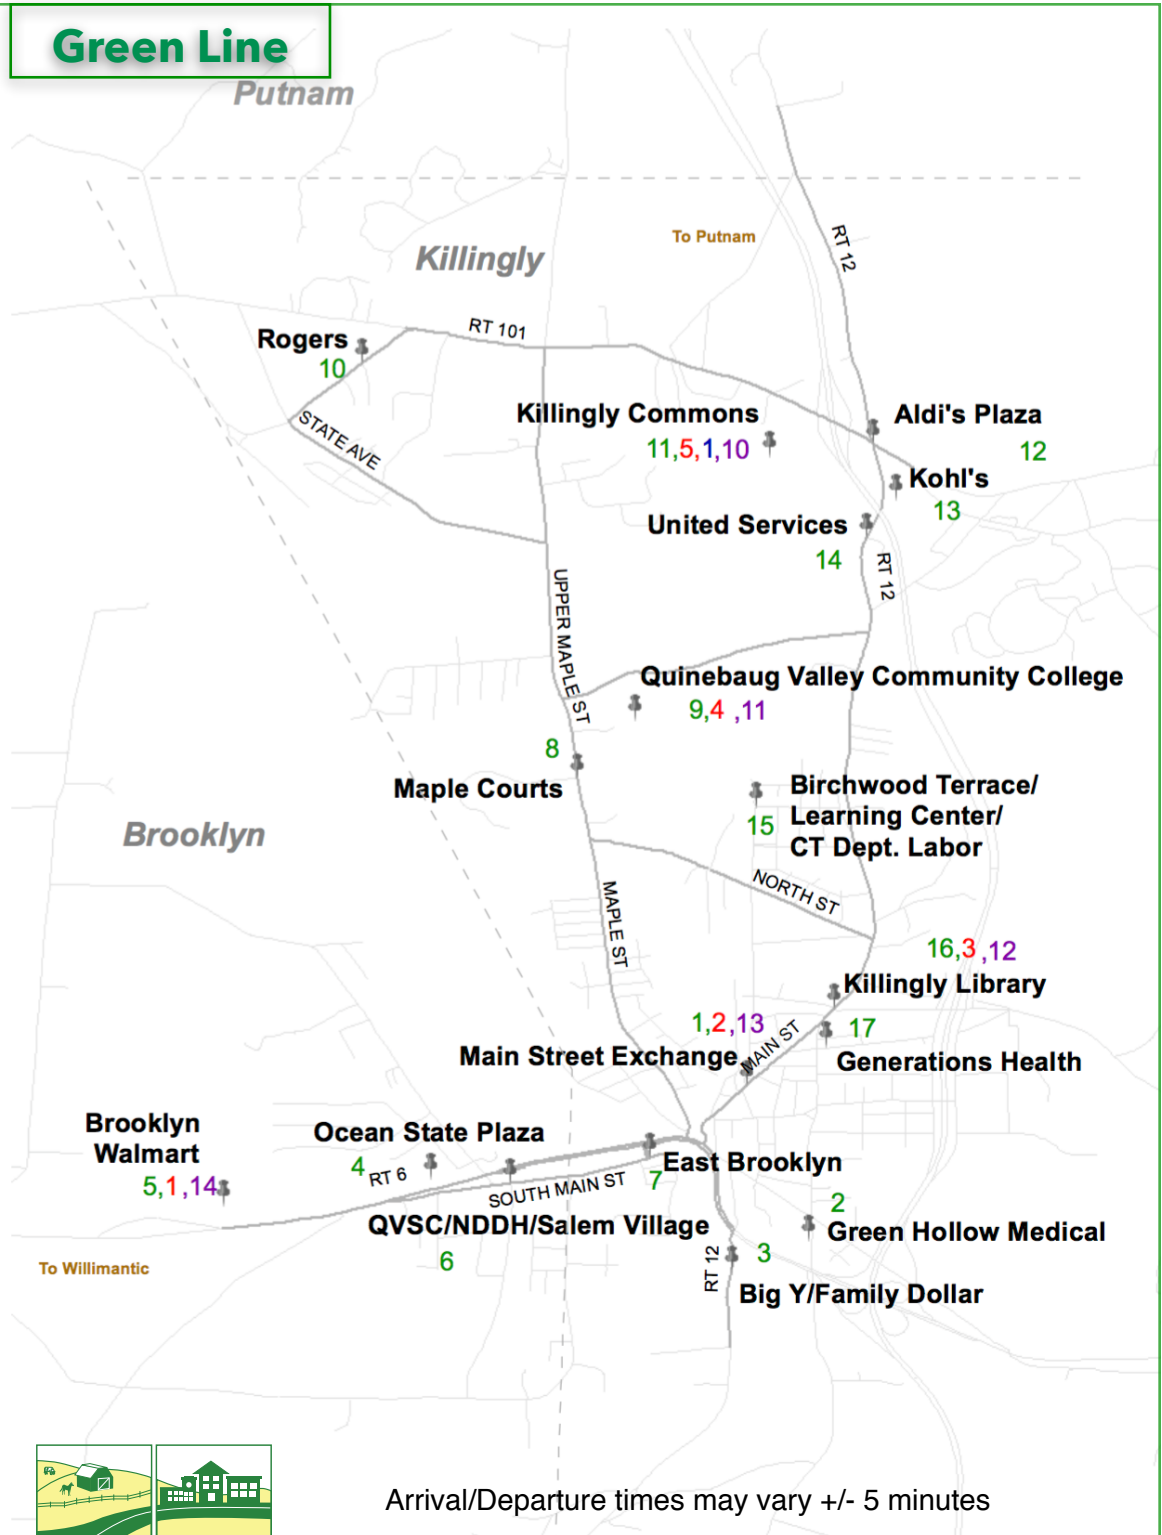 Green Line
Putnam
To Putnam
RT 12
Killingly
RT 101
Rogers
10
STATE AVE
Killingly Commons
11,5,1,10
Aldi's Plaza
12
Kohl's
13
United Services
14
RT 12
UPPER MAPLE ST
Quinebaug Valley Community College
9,4 ,11
8
Maple Courts
Birchwood Terrace/
Learning Center/
CT Dept. Labor
15
Brooklyn
NORTH ST
MAPLE ST
16,3 ,12
Killingly Library
1,2,13
Main Street Exchange
MAIN ST
17
Generations Health
Brooklyn
Walmart
5,1 ,14
Ocean State Plaza
4
RT 6
SOUTH MAIN ST
East Brooklyn
7
QVSC/NDDH/Salem Village
6
2
Green Hollow Medical
To Willimantic
RT 12
3
Big Y/Family Dollar
Arrival/Departure times may vary +/- 5 minutes